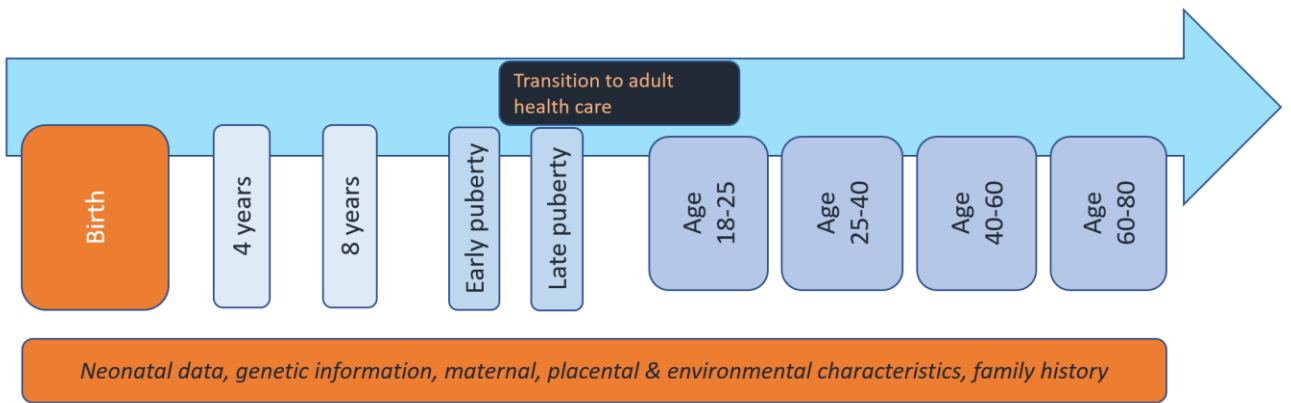 Transition to adult
health care
Birth
4 years
8 years
Early puberty
Late puberty
Age
18-25
Age
25-40
Age
40-60
Age
60-80
Neonatal data, genetic information, maternal, placental & environmental characteristics, family history